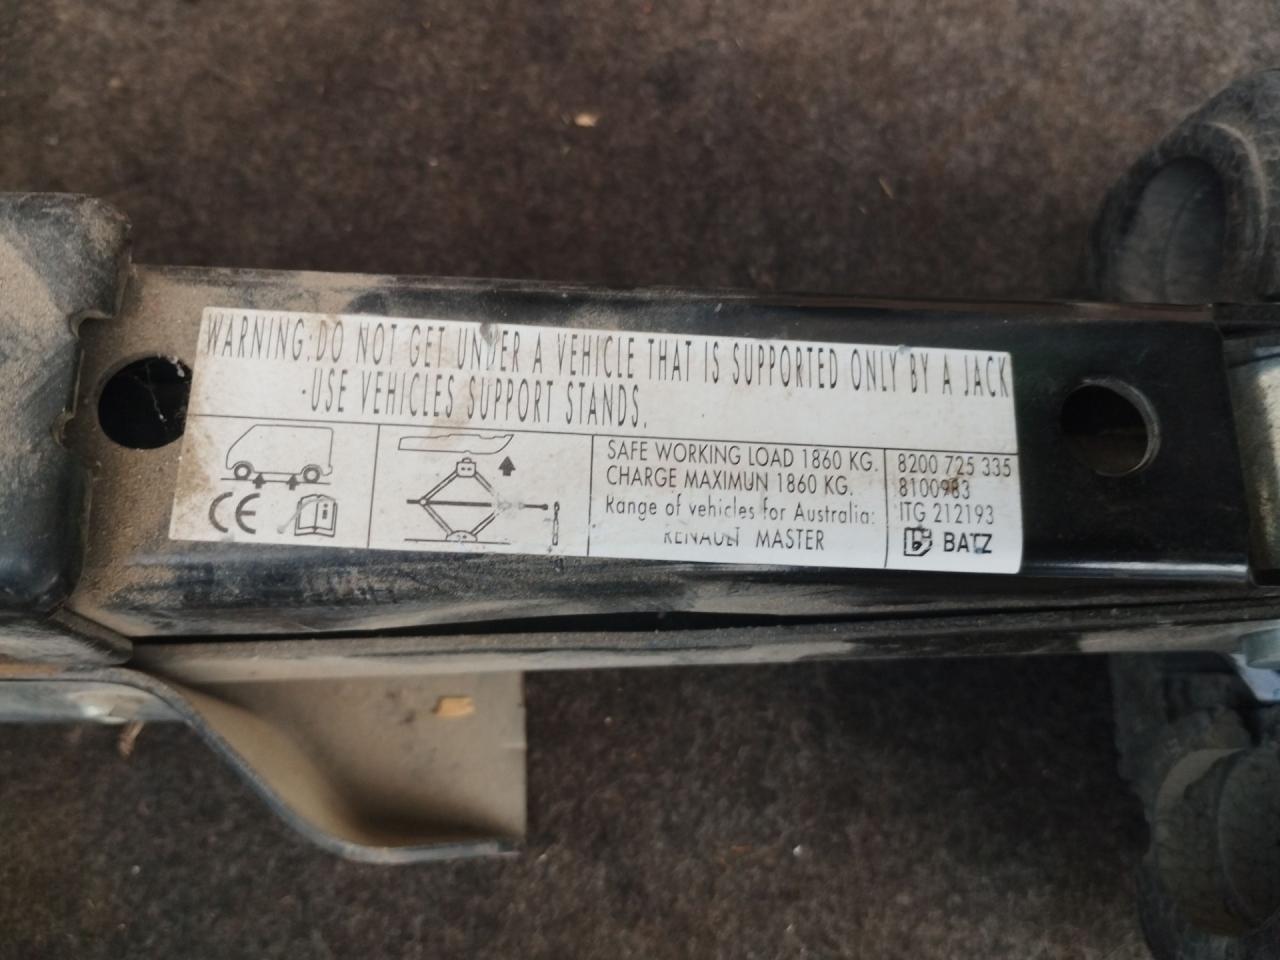 WARNING: DO NOT GET UNDER A VEHICLE THAT IS SUPPORTED ONLY BY A JACK
-USE VEHICLES SUPPORT STANDS.
CE
i
SAFE WORKING LOAD 1860 KG.
CHARGE MAXIMUN 1860 KG.
Range of vehicles for Australia:
RENAULT MASTER
8200 725 335
8100983
ITG 212193
BATZ